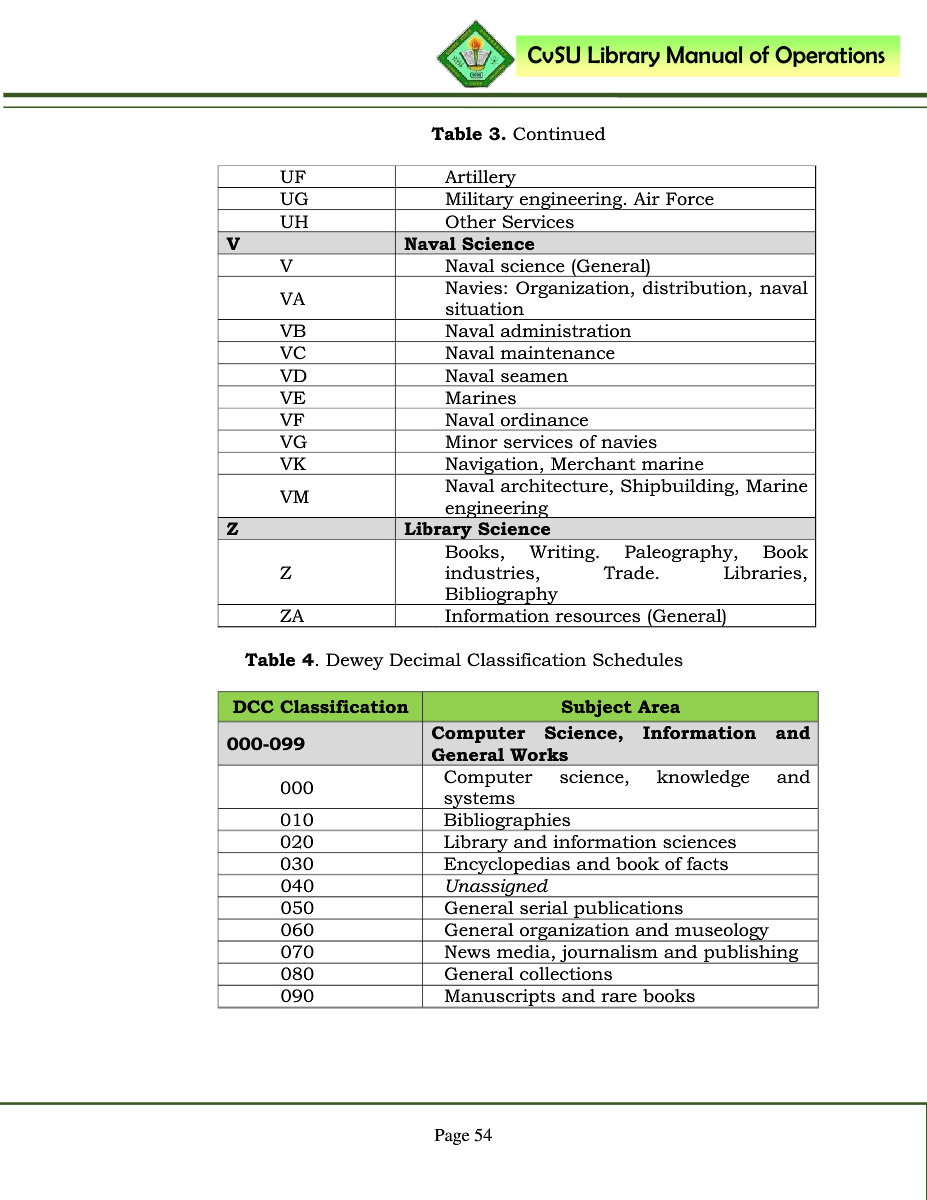 CvSU Library Manual of Operations
Table 3. Continued
UF Artillery
UG Military engineering. Air Force
UH Other Services
V Naval Science
V Naval science (General)
VA Navies: Organization, distribution, naval
situation
VB Naval administration
VC Naval maintenance
VD Naval seamen
VE Marines
VF Naval ordinance
VG Minor services of navies
VK Navigation, Merchant marine
VM Naval architecture, Shipbuilding, Marine
engineering
Z Library Science
Z Books, Writing. Paleography, Book
industries, Trade. Libraries,
Bibliography
ZA Information resources (General)
Table 4. Dewey Decimal Classification Schedules
DCC Classification Subject Area
000-099 Computer Science, Information and
General Works
000 Computer science, knowledge and
systems
010 Bibliographies
020 Library and information sciences
030 Encyclopedias and book of facts
040 Unassigned
050 General serial publications
060 General organization and museology
070 News media, journalism and publishing
080 General collections
090 Manuscripts and rare books
Page 54